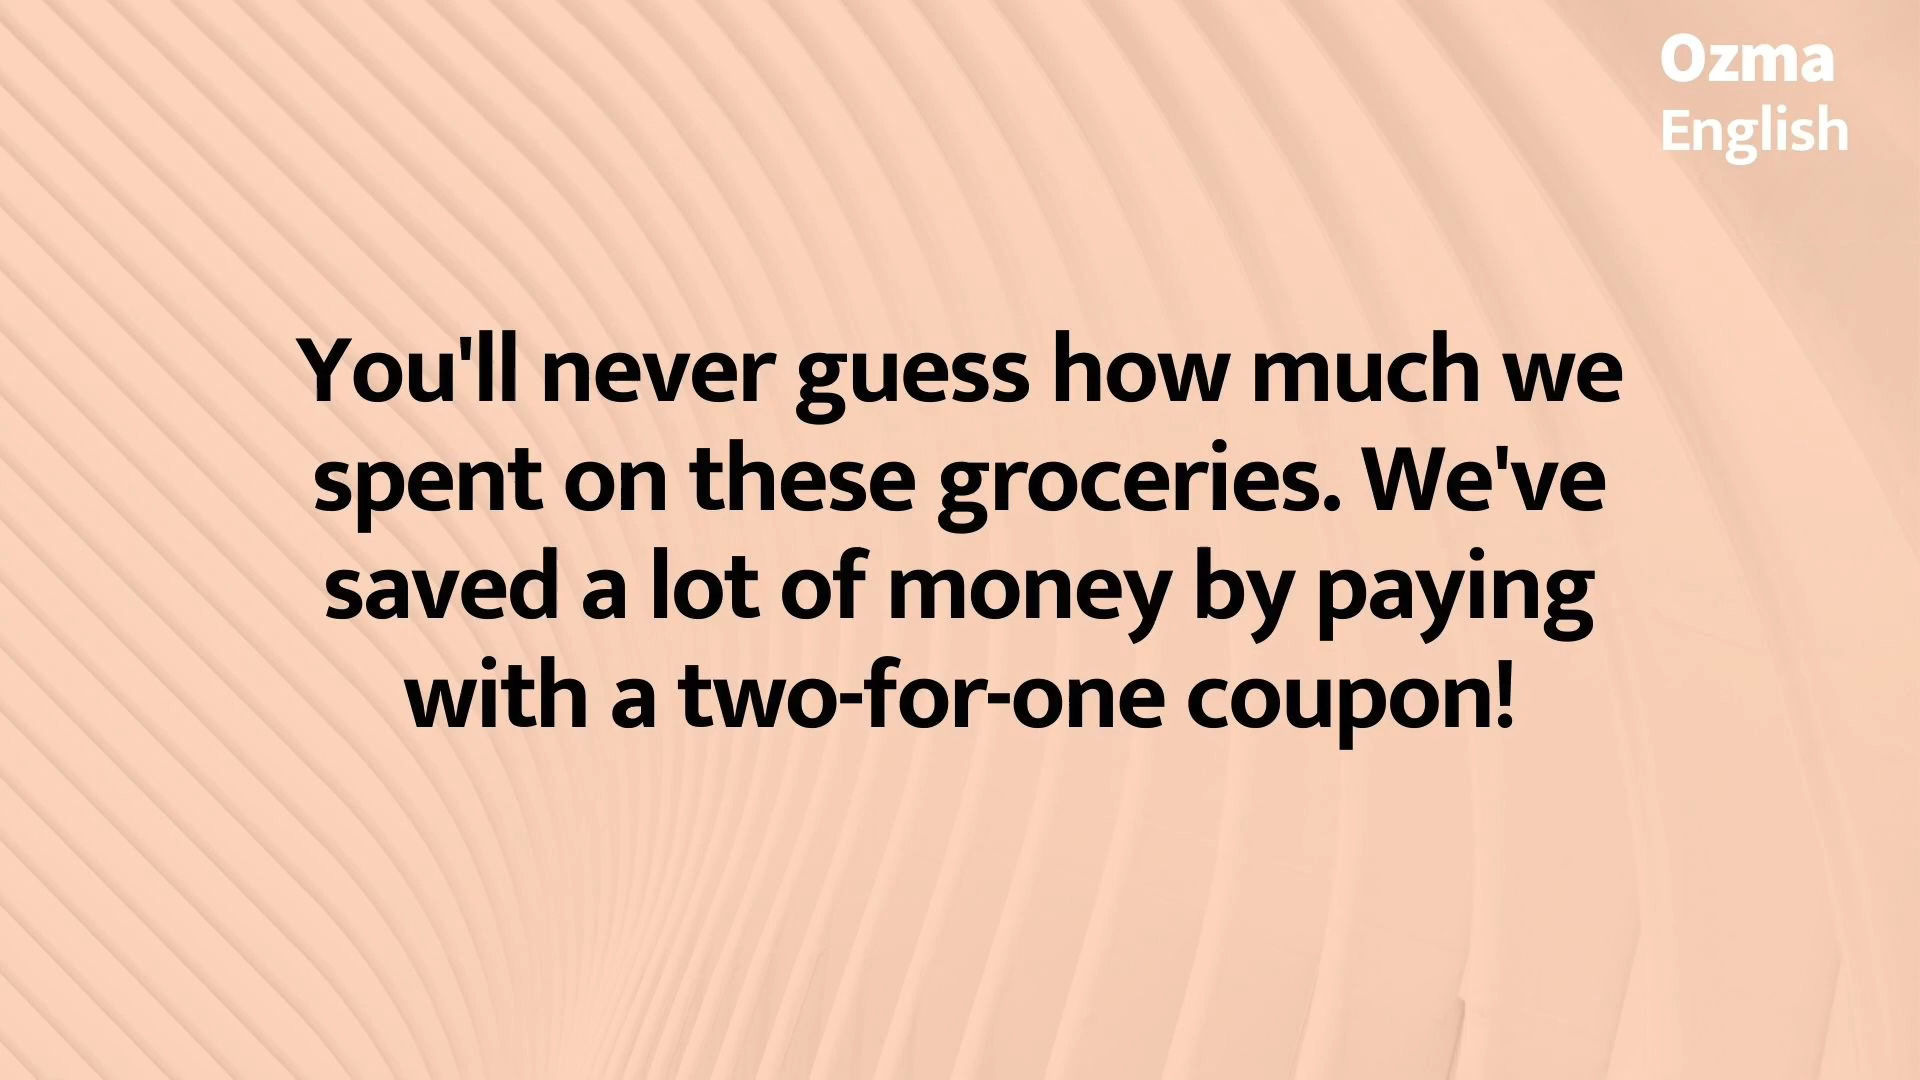 Ozma
English
You'll never guess how much we
spent on these groceries. We've
saved a lot of money by paying
with a two-for-one coupon!